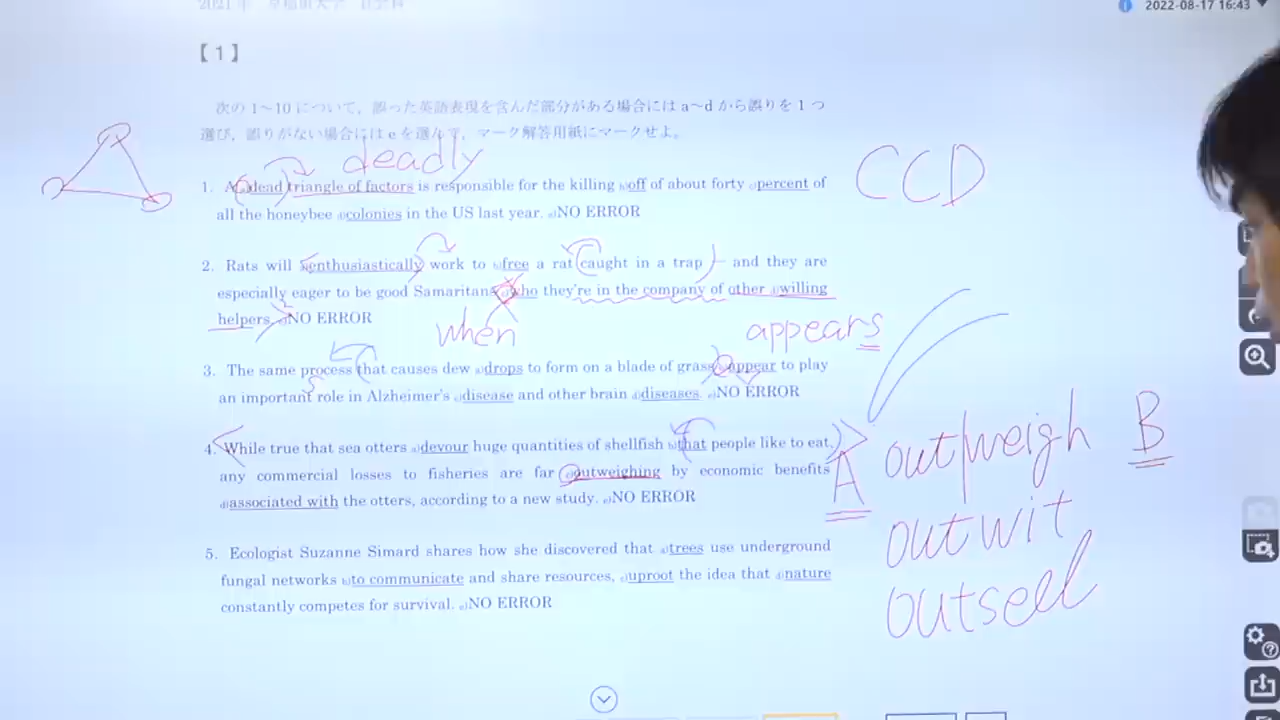 2021年 早稲田大学
2022-08-17 16:43
【1】
次の1~10について，誤った英語表現を含んだ部分がある場合にはa~dから誤りを1つ
選び，誤りがない場合にはeを選んで，マーク解答用紙にマークせよ。
deadly
CCD
1. A dead triangle of factors is responsible for the killing off of about forty percent of
all the honeybee colonies in the US last year. NO ERROR
2. Rats will enthusiastically work to free a rat caught in a trap, and they are
especially eager to be good Samaritans who they're in the company of other willing
helpers. NO ERROR
when
appears
3. The same process that causes dew drops to form on a blade of grass appear to play
an important role in Alzheimer's disease and other brain diseases. NO ERROR
4. While true that sea otters devour huge quantities of shellfish that people like to eat,
any commercial losses to fisheries are far outweighing by economic benefits
associated with the otters, according to a new study. NO ERROR
A outweigh B
outwit
outsell
5. Ecologist Suzanne Simard shares how she discovered that trees use underground
fungal networks to communicate and share resources, uproot the idea that nature
constantly competes for survival. NO ERROR